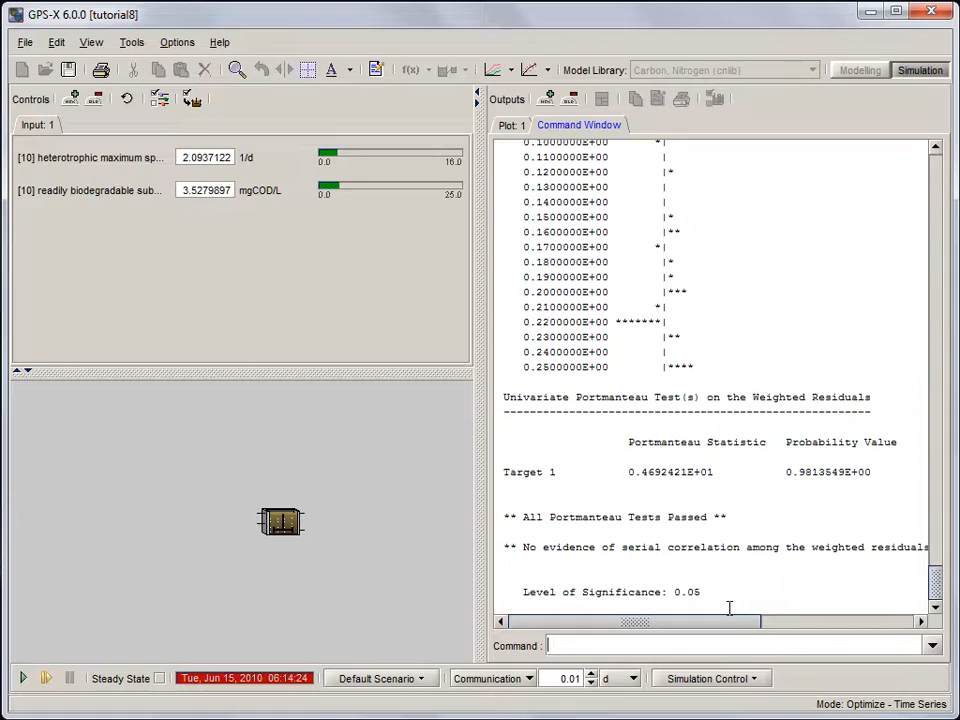 GPS-X 6.0.0 [tutorial8]
File Edit View Tools Options Help
A f(x) Model Library: Carbon, Nitrogen (cnlib) Modelling Simulation
Controls
Input: 1
[10] heterotrophic maximum sp... 2.0937122 1/d 0.0 16.0
[10] readily biodegradable sub... 3.5279897 mgCOD/L 0.0 25.0
Outputs
Plot: 1 Command Window
0.1000000E+00 *|
0.1100000E+00 |
0.1200000E+00 |*
0.1300000E+00 |
0.1400000E+00 |
0.1500000E+00 |*
0.1600000E+00 |**
0.1700000E+00 *|
0.1800000E+00 |*
0.1900000E+00 |*
0.2000000E+00 |***
0.2100000E+00 *|
0.2200000E+00 *******|
0.2300000E+00 |**
0.2400000E+00 |
0.2500000E+00 |****
Univariate Portmanteau Test(s) on the Weighted Residuals
Portmanteau Statistic Probability Value
Target 1 0.4692421E+01 0.9813549E+00
** All Portmanteau Tests Passed **
** No evidence of serial correlation among the weighted residuals
Level of Significance: 0.05
Command :
Steady State Tue, Jun 15, 2010 06:14:24 Default Scenario Communication 0.01 d Simulation Control
Mode: Optimize - Time Series